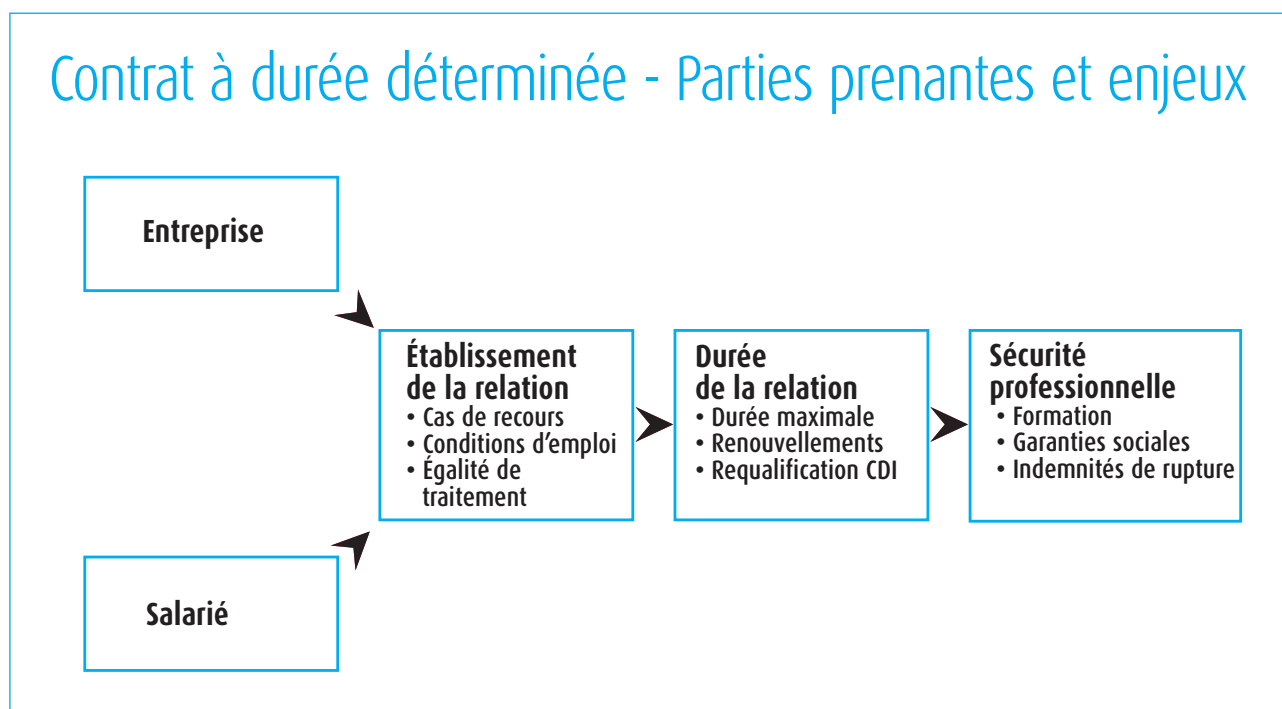 Contrat à durée déterminée - Parties prenantes et enjeux
Entreprise
Établissement
de la relation
• Cas de recours
• Conditions d'emploi
• Égalité de
traitement
Durée
de la relation
• Durée maximale
• Renouvellements
• Requalification CDI
Sécurité
professionnelle
• Formation
• Garanties sociales
• Indemnités de rupture
Salarié